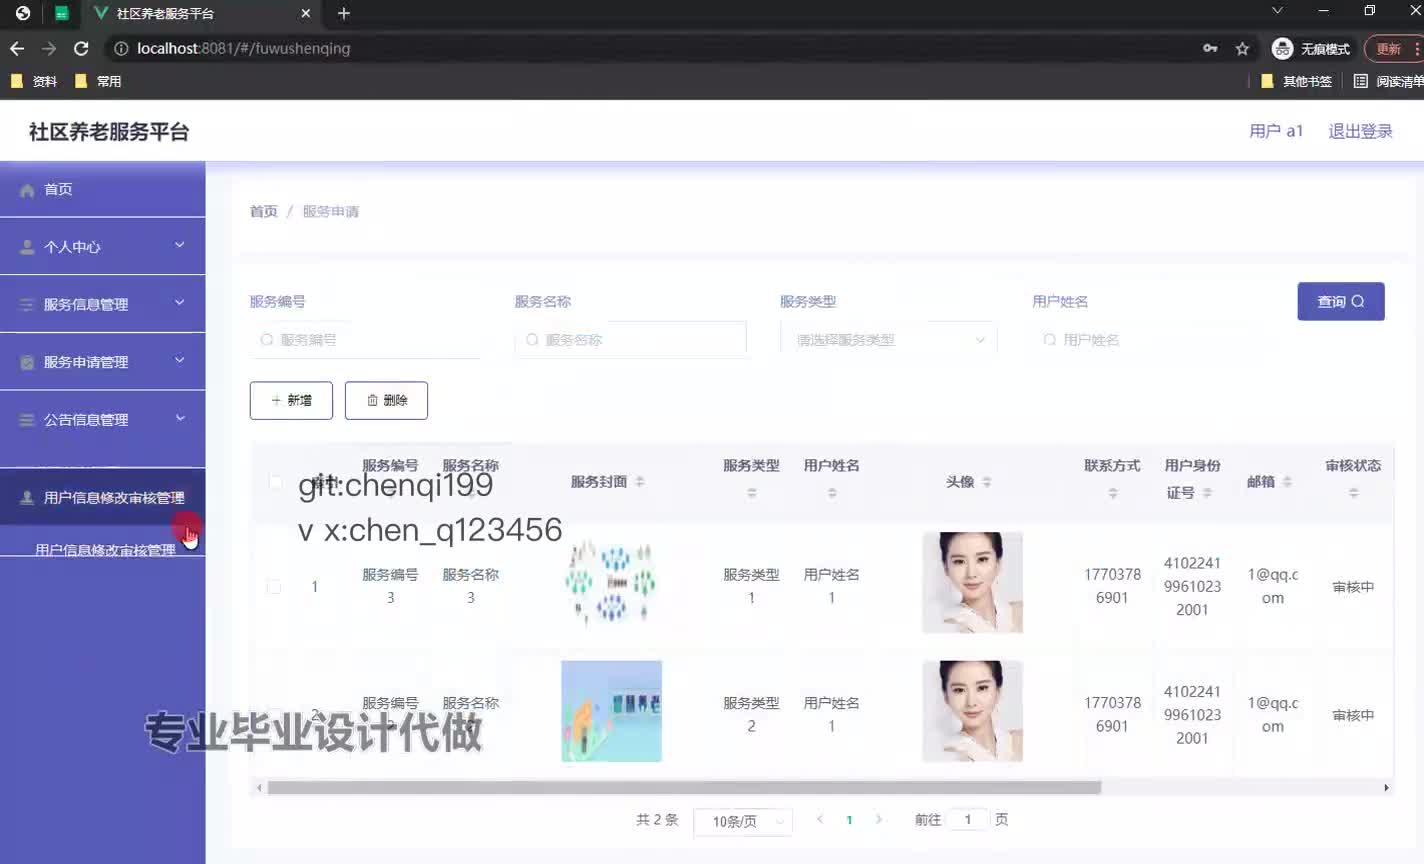 社区养老服务平台
localhost:8081/#/fuwushenqing
无痕模式
更新
资料
常用
其他书签
阅读清单
社区养老服务平台
用户 a1
退出登录
首页
个人中心
服务信息管理
服务申请管理
公告信息管理
用户信息修改审核管理
用户信息修改审核管理
首页 / 服务申请
服务编号
服务名称
服务类型
用户姓名
查询
服务编号
服务名称
请选择服务类型
用户姓名
新增
删除
服务编号
服务名称
服务封面
服务类型
用户姓名
头像
联系方式
用户身份
证号
邮箱
审核状态
git:chenqi199
v x:chen_q123456
1
服务编号
3
服务名称
3
服务类型
1
用户姓名
1
1770378
6901
4102241
9961023
2001
1@qq.c
om
审核中
2
服务编号
服务名称
服务类型
2
用户姓名
1
1770378
6901
4102241
9961023
2001
1@qq.c
om
审核中
专业毕业设计代做
共 2 条
10条/页
1
前往 1 页